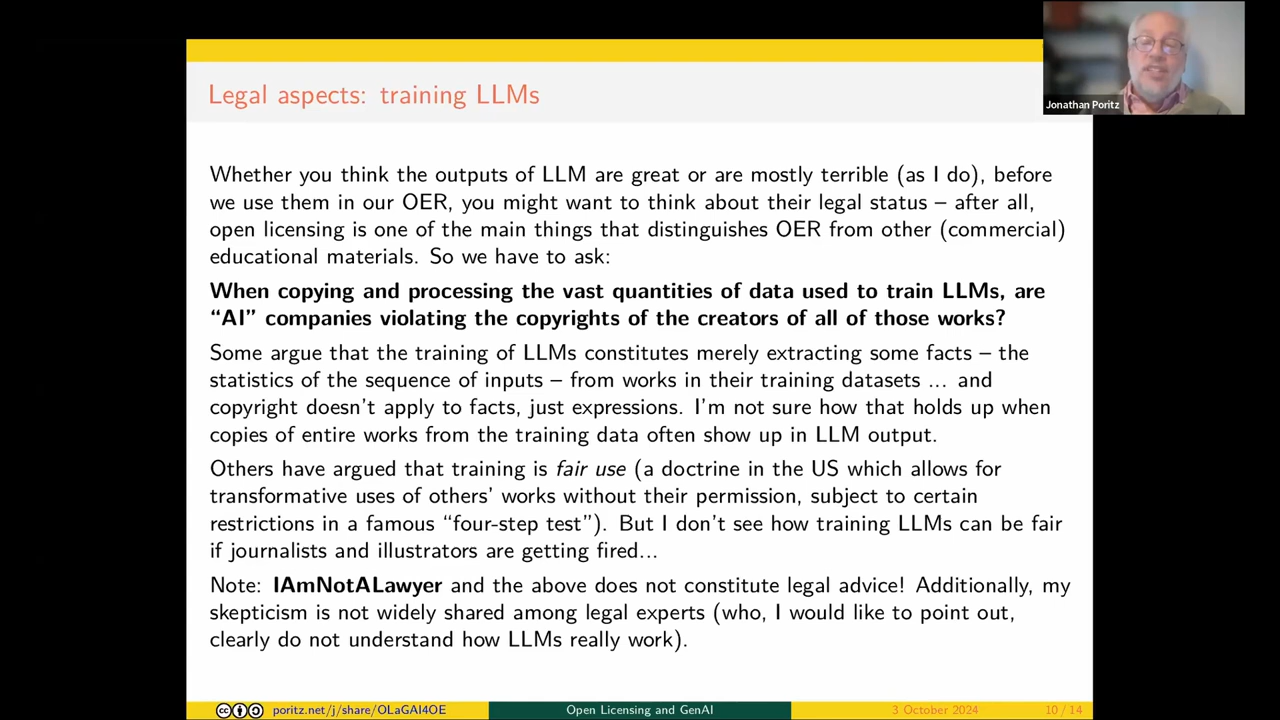 Legal aspects: training LLMs
Jonathan Poritz
Whether you think the outputs of LLM are great or are mostly terrible (as I do), before
we use them in our OER, you might want to think about their legal status – after all,
open licensing is one of the main things that distinguishes OER from other (commercial)
educational materials. So we have to ask:
When copying and processing the vast quantities of data used to train LLMs, are
“AI” companies violating the copyrights of the creators of all of those works?
Some argue that the training of LLMs constitutes merely extracting some facts – the
statistics of the sequence of inputs – from works in their training datasets ... and
copyright doesn't apply to facts, just expressions. I'm not sure how that holds up when
copies of entire works from the training data often show up in LLM output.
Others have argued that training is fair use (a doctrine in the US which allows for
transformative uses of others' works without their permission, subject to certain
restrictions in a famous “four-step test”). But I don't see how training LLMs can be fair
if journalists and illustrators are getting fired...
Note: IAmNotALawyer and the above does not constitute legal advice! Additionally, my
skepticism is not widely shared among legal experts (who, I would like to point out,
clearly do not understand how LLMs really work).
cc poritz.net/j/share/OLaGAI4OE Open Licensing and GenAI 3 October 2024 10 / 14